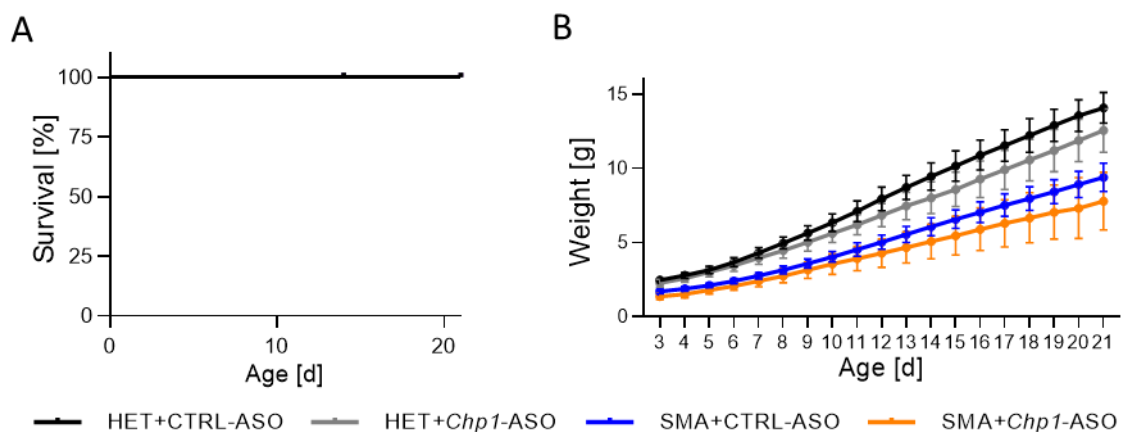 A
Survival [%]
100
75
50
25
0
0 10 20
Age [d]
B
Weight [g]
15
10
5
0
3 4 5 6 7 8 9 10 11 12 13 14 15 16 17 18 19 20 21
Age [d]
HET+CTRL-ASO HET+Chp1-ASO SMA+CTRL-ASO SMA+Chp1-ASO